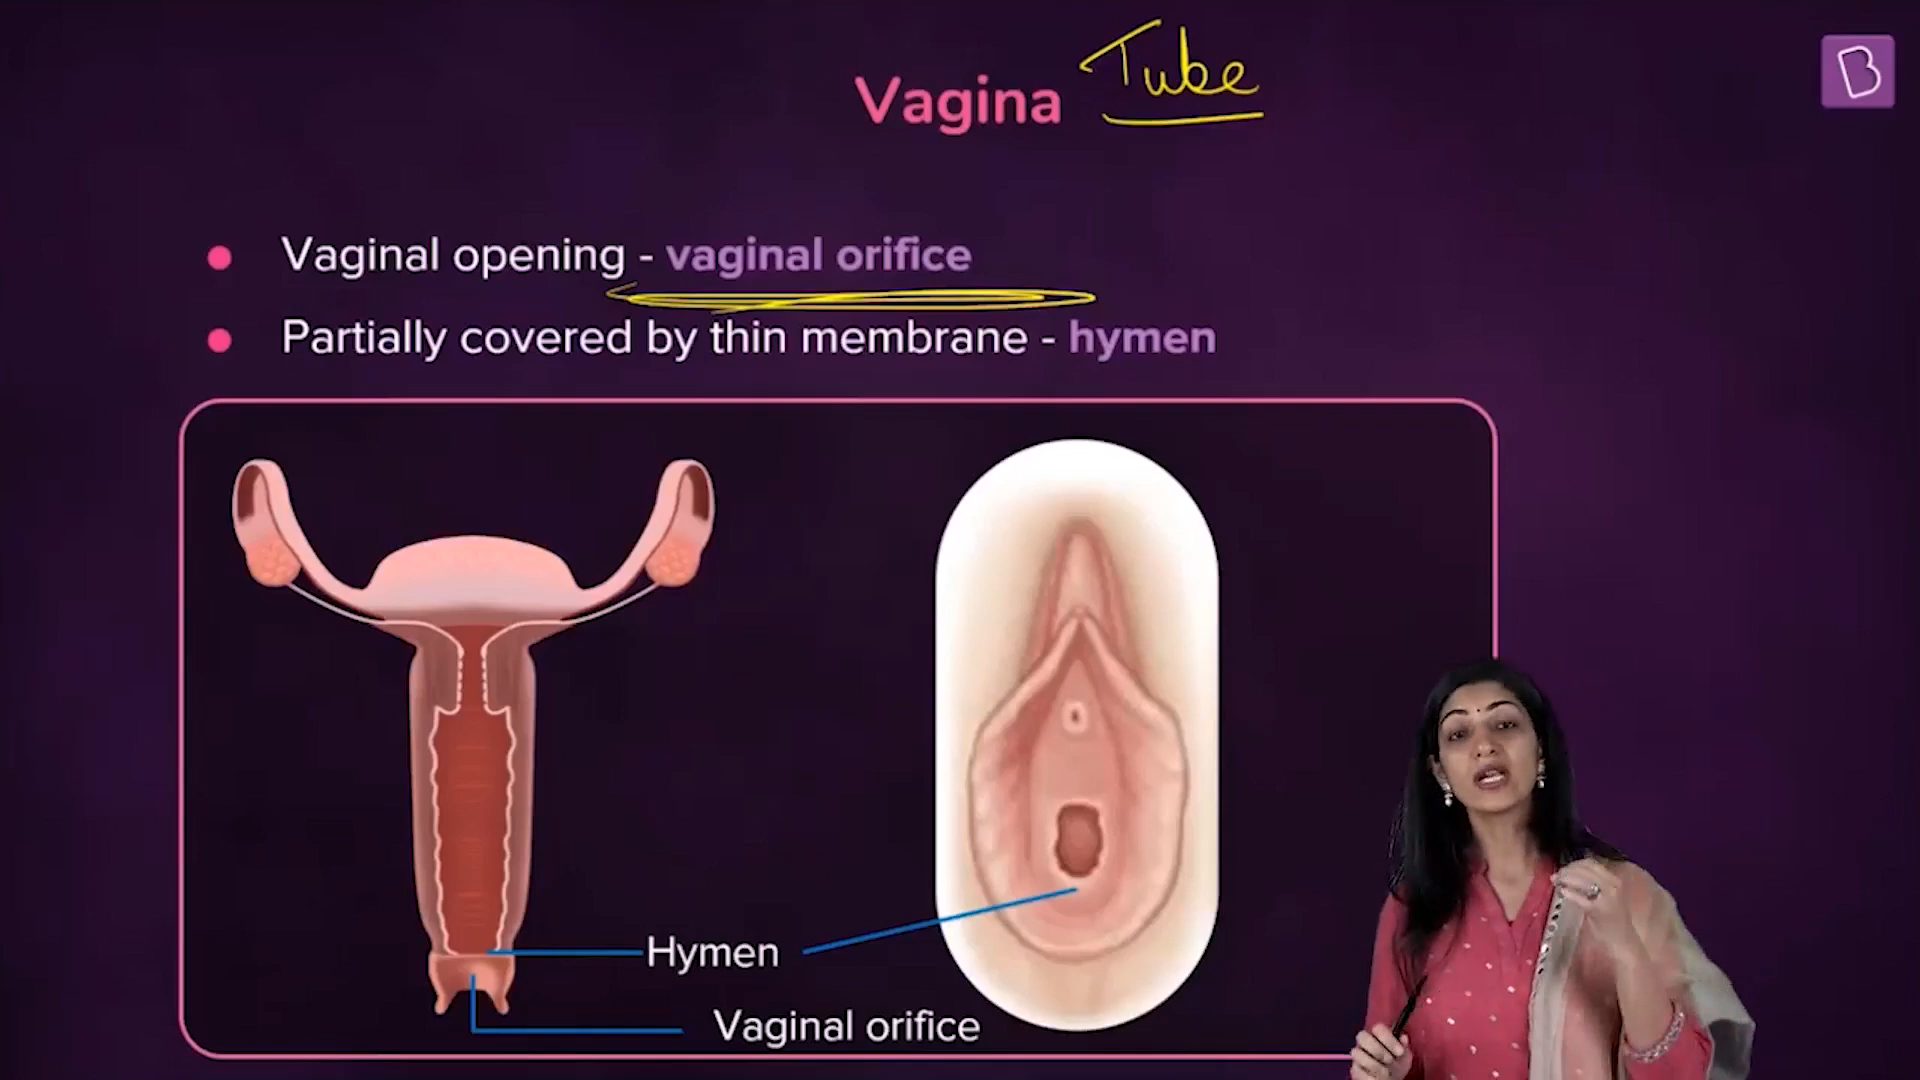 Vagina Tube
B
Vaginal opening - vaginal orifice
Partially covered by thin membrane - hymen
Hymen
Vaginal orifice